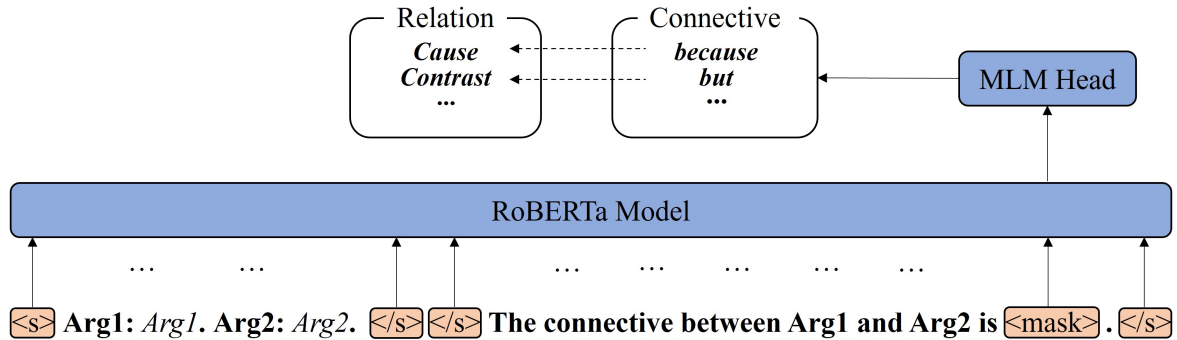 Relation
Cause
Contrast
...
Connective
because
but
...
MLM Head
RoBERTa Model
... ... ... ... ... ... ...
<s> Arg1: Arg1. Arg2: Arg2. </s> </s> The connective between Arg1 and Arg2 is <mask> . </s>